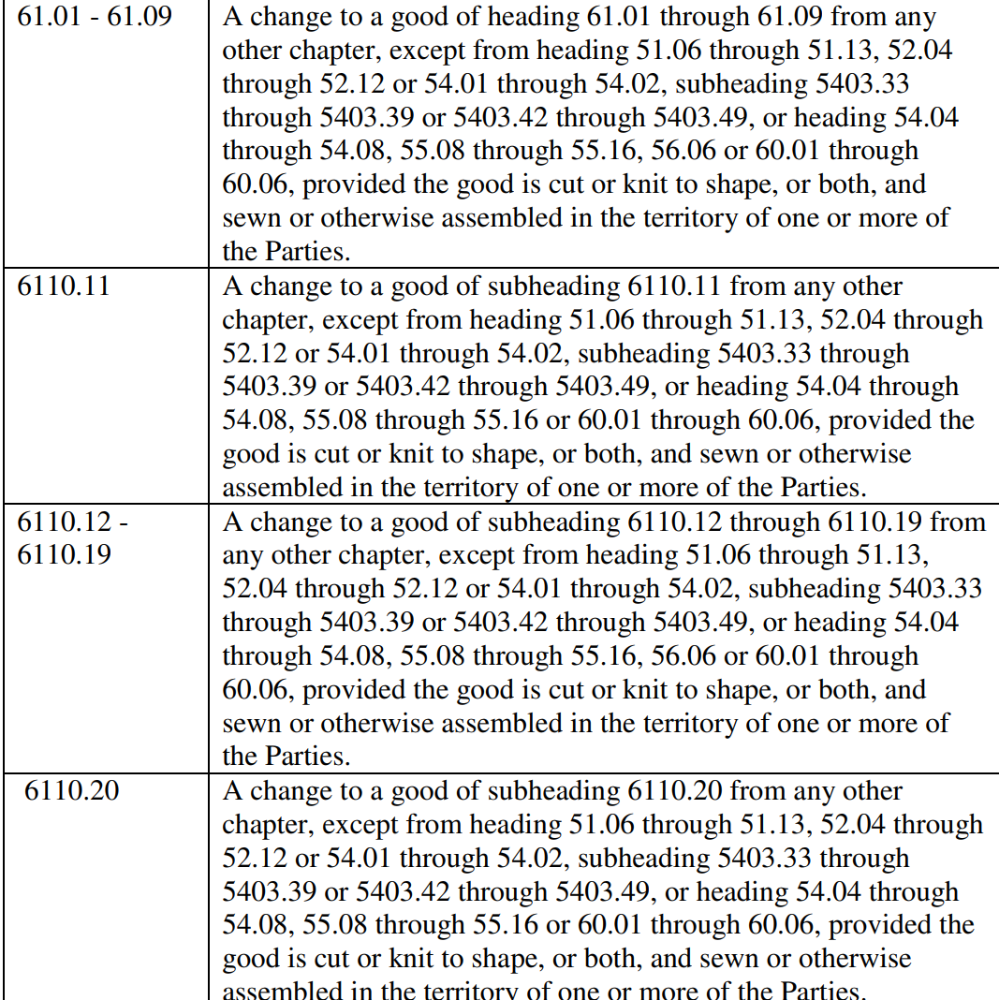 61.01 - 61.09
A change to a good of heading 61.01 through 61.09 from any
other chapter, except from heading 51.06 through 51.13, 52.04
through 52.12 or 54.01 through 54.02, subheading 5403.33
through 5403.39 or 5403.42 through 5403.49, or heading 54.04
through 54.08, 55.08 through 55.16, 56.06 or 60.01 through
60.06, provided the good is cut or knit to shape, or both, and
sewn or otherwise assembled in the territory of one or more of
the Parties.
6110.11
A change to a good of subheading 6110.11 from any other
chapter, except from heading 51.06 through 51.13, 52.04 through
52.12 or 54.01 through 54.02, subheading 5403.33 through
5403.39 or 5403.42 through 5403.49, or heading 54.04 through
54.08, 55.08 through 55.16 or 60.01 through 60.06, provided the
good is cut or knit to shape, or both, and sewn or otherwise
assembled in the territory of one or more of the Parties.
6110.12 -
6110.19
A change to a good of subheading 6110.12 through 6110.19 from
any other chapter, except from heading 51.06 through 51.13,
52.04 through 52.12 or 54.01 through 54.02, subheading 5403.33
through 5403.39 or 5403.42 through 5403.49, or heading 54.04
through 54.08, 55.08 through 55.16, 56.06 or 60.01 through
60.06, provided the good is cut or knit to shape, or both, and
sewn or otherwise assembled in the territory of one or more of
the Parties.
6110.20
A change to a good of subheading 6110.20 from any other
chapter, except from heading 51.06 through 51.13, 52.04 through
52.12 or 54.01 through 54.02, subheading 5403.33 through
5403.39 or 5403.42 through 5403.49, or heading 54.04 through
54.08, 55.08 through 55.16 or 60.01 through 60.06, provided the
good is cut or knit to shape, or both, and sewn or otherwise
assembled in the territory of one or more of the Parties.